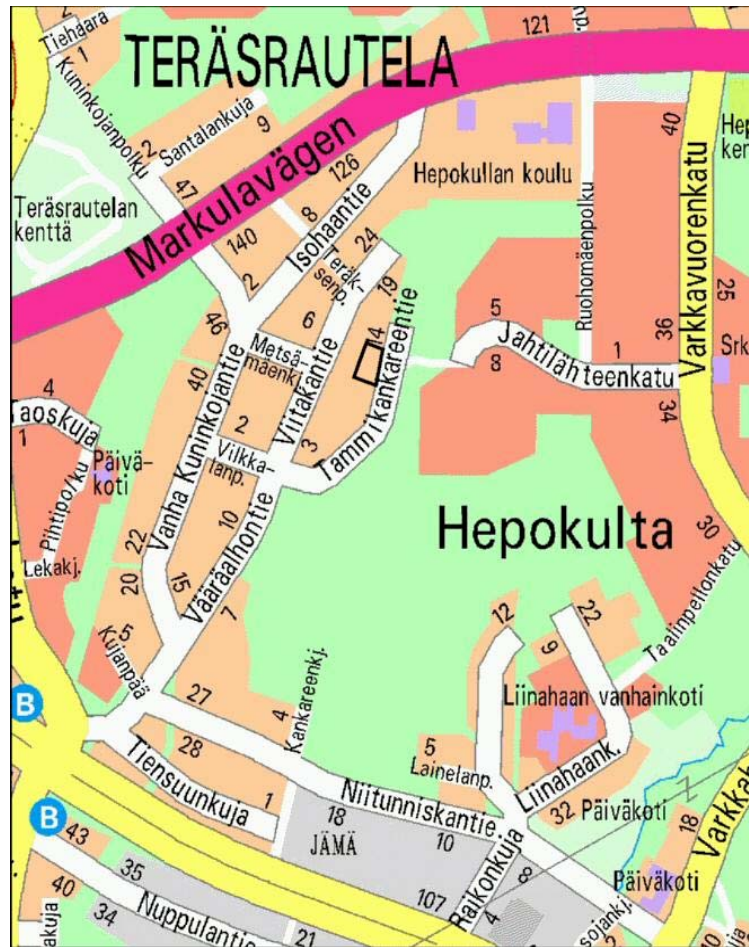 121
Tiehaara
1
TERÄSRAUTELA
Kuninkojanpolku
2
Santalankuja
9
40
47
126
Hepokullan koulu
Markulavägen
Isohaantie
8
Teräsrautelan
kenttä
140
24
Teräk-
senp.
2
19
Ruohomäenpolku
Varkkavuorenkatu
25
46
6
14
5
36
Metsä-
mäenk.
Jahtilähteenkatu
8
1
Srk
40
Viitakantie
Tammikankareentie
34
4
Vanha Kuninkojantie
2
3
1
Päivä-
koti
Vilkka-
lanp.
Pihtipolku
10
Hepokulta
30
22
Lekakj.
20
15
Vääräalhontie
7
Taalinpellonkatu
5
Kujanpää
12
22
9
27
Kankareenkj.
4
Liinahaan vanhainkoti
B
28
5
Lainelanp.
Tiensuunkuja
1
Niitunniskantie
Liinahaank.
32
Päiväkoti
18
18
JÄMÄ
10
B
43
Raikonkuja
8
Päiväkoti
35
40
107
4
34
Nuppulantie
21